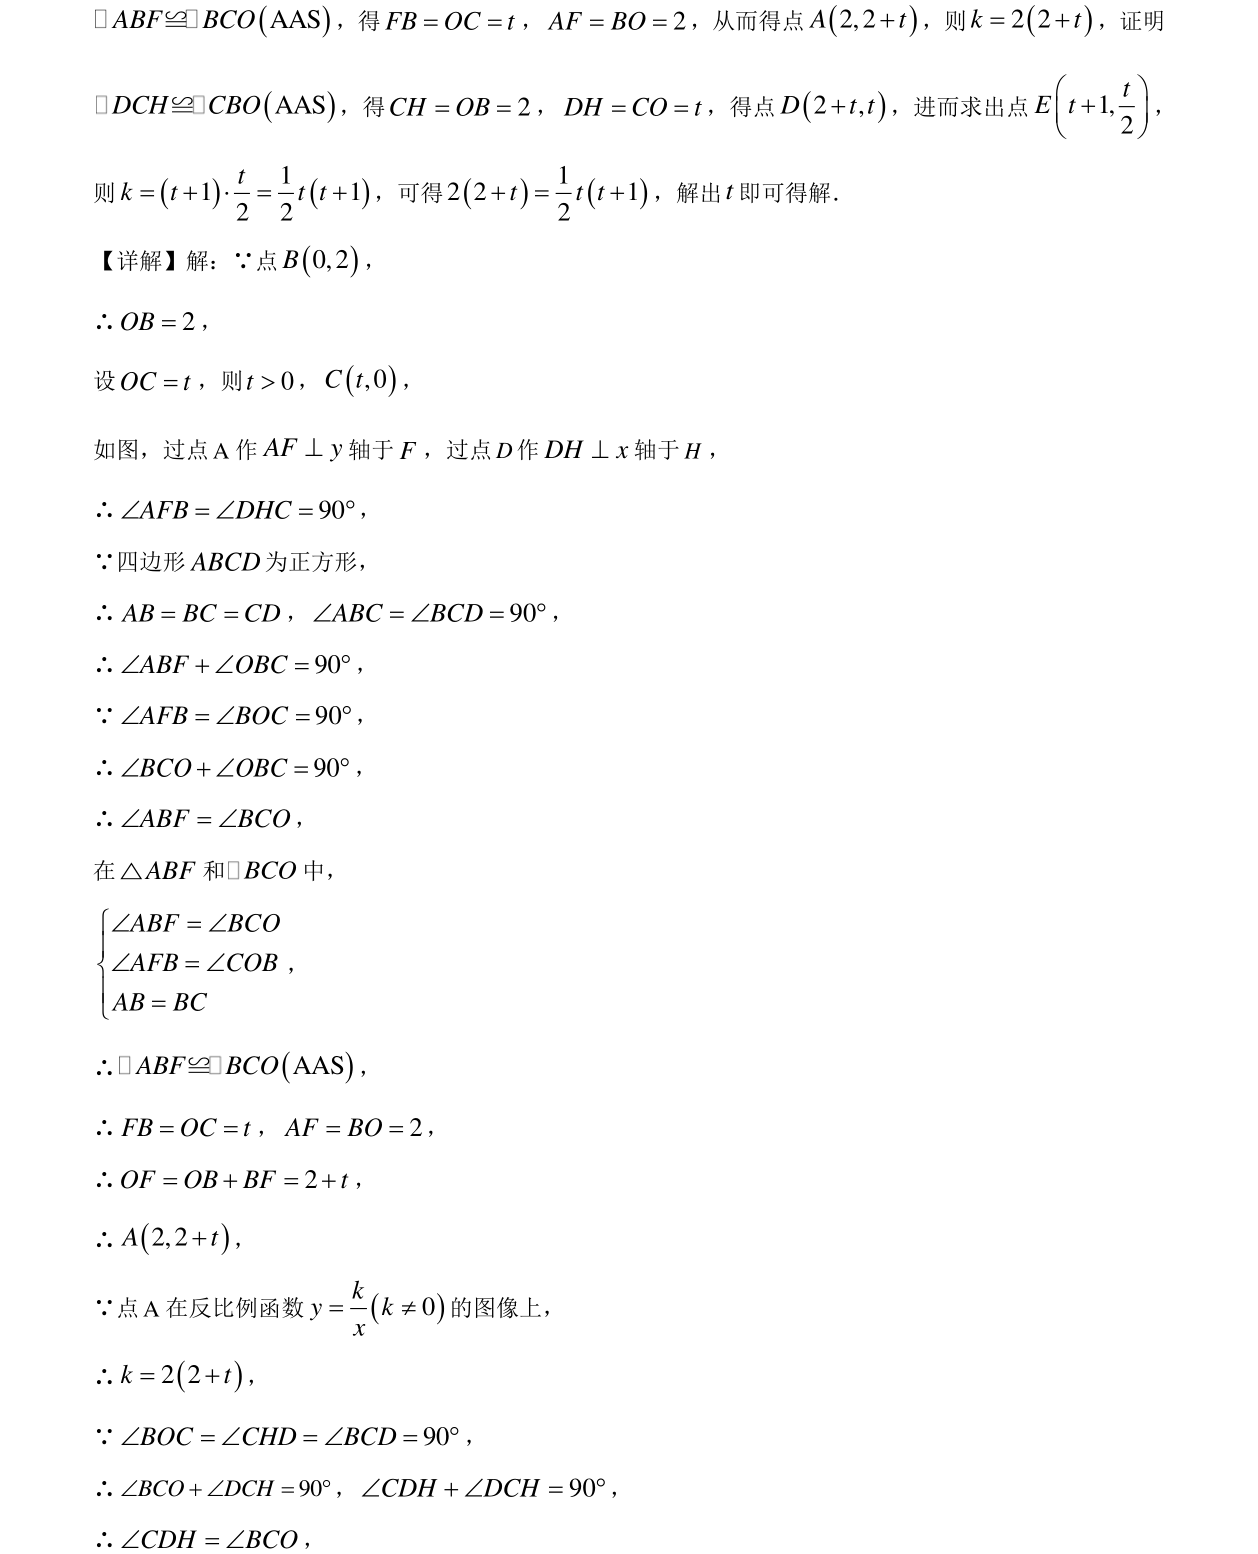 □ABF≌□BCO(AAS)，得FB=OC=t，AF=BO=2，从而得点A(2,2+t)，则k=2(2+t)，证明
□DCH≌□CBO(AAS)，得CH=OB=2，DH=CO=t，得点D(2+t,t)，进而求出点E(t+1,t/2)，
则k=(t+1)·t/2=1/2t(t+1)，可得2(2+t)=1/2t(t+1)，解出t即可得解．
【详解】解：∵点B(0,2)，
∴OB=2，
设OC=t，则t>0，C(t,0)，
如图，过点A作AF⊥y轴于F，过点D作DH⊥x轴于H，
∴∠AFB=∠DHC=90°，
∵四边形ABCD为正方形，
∴AB=BC=CD，∠ABC=∠BCD=90°，
∴∠ABF+∠OBC=90°，
∵∠AFB=∠BOC=90°，
∴∠BCO+∠OBC=90°，
∴∠ABF=∠BCO，
在△ABF和□BCO中，
{∠ABF=∠BCO
∠AFB=∠COB，
AB=BC
∴□ABF≌□BCO(AAS)，
∴FB=OC=t，AF=BO=2，
∴OF=OB+BF=2+t，
∴A(2,2+t)，
∵点A在反比例函数y=k/x(k≠0)的图像上，
∴k=2(2+t)，
∵∠BOC=∠CHD=∠BCD=90°，
∴∠BCO+∠DCH=90°，∠CDH+∠DCH=90°，
∴∠CDH=∠BCO，